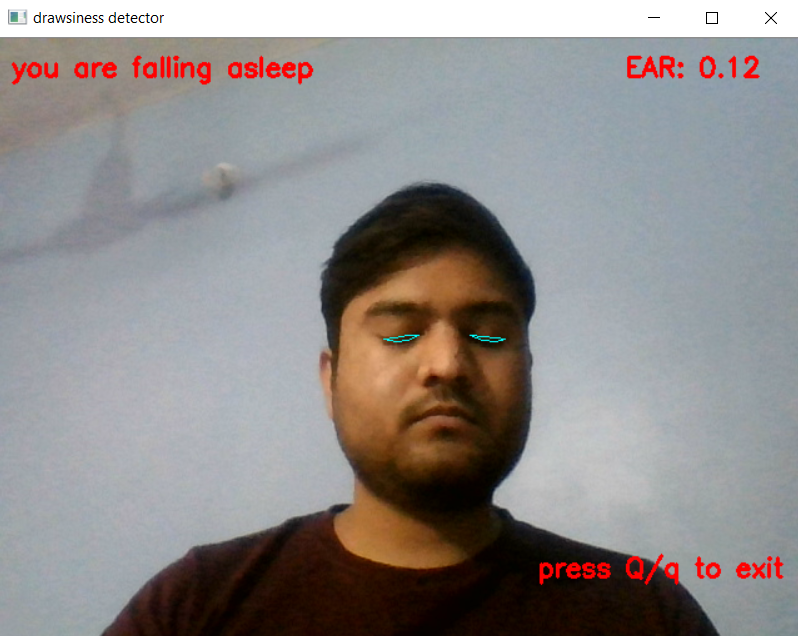 drawsiness detector
you are falling asleep
EAR: 0.12
press Q/q to exit